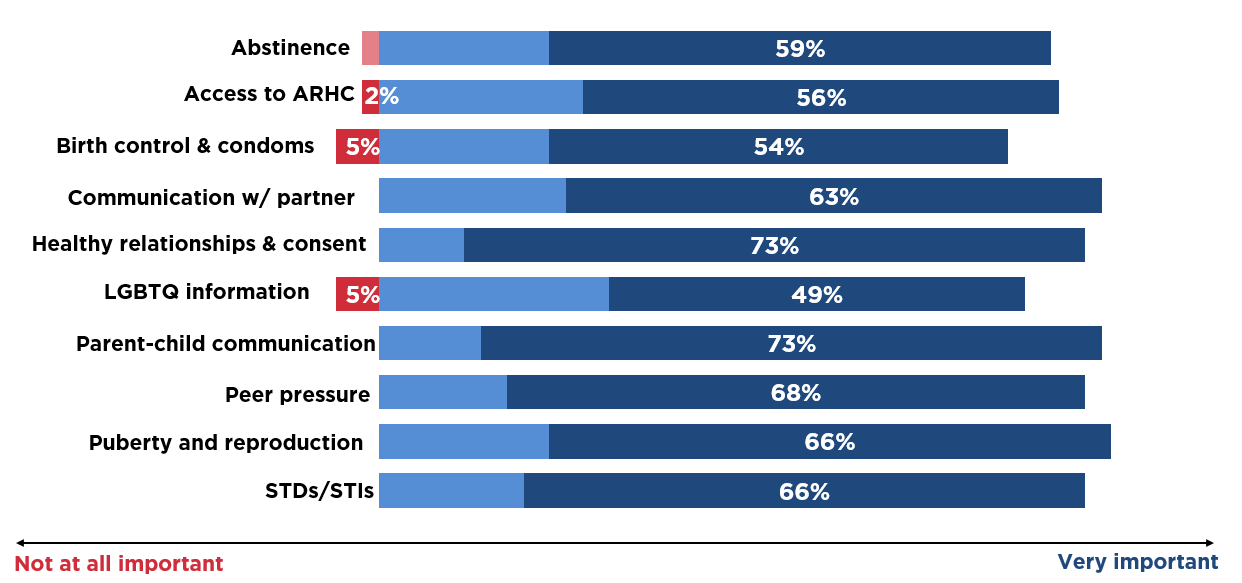 Abstinence 59%
Access to ARHC 2% 56%
Birth control & condoms 5% 54%
Communication w/ partner 63%
Healthy relationships & consent 73%
LGBTQ information 5% 49%
Parent-child communication 73%
Peer pressure 68%
Puberty and reproduction 66%
STDs/STIs 66%
Not at all important Very important